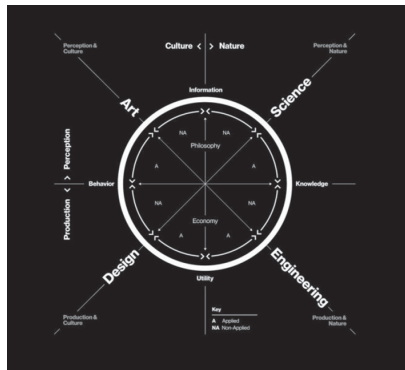 Perception &
Culture
Culture < > Nature
Perception &
Nature
Information
Art
Science
NA
NA
Philosophy
A
A
Production < > Perception
Behavior
Knowledge
NA
NA
Economy
A
A
Design
Engineering
Utility
Production &
Culture
Key
A Applied
NA Non-Applied
Production &
Nature